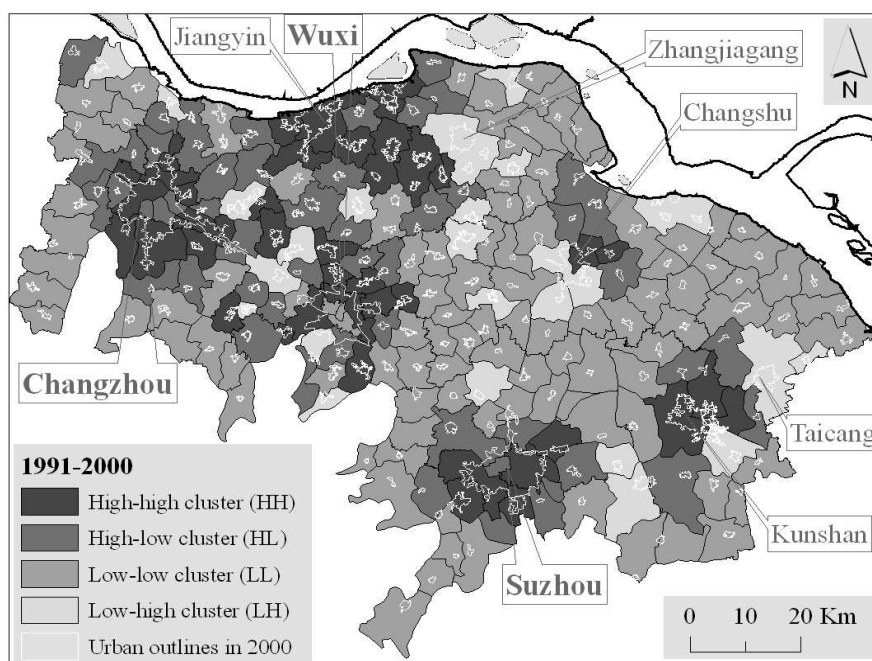 Jiangyin
Wuxi
Zhangjiagang
Changshu
N
Changzhou
Taicang
Kunshan
Suzhou
1991-2000
High-high cluster (HH)
High-low cluster (HL)
Low-low cluster (LL)
Low-high cluster (LH)
Urban outlines in 2000
0 10 20 Km